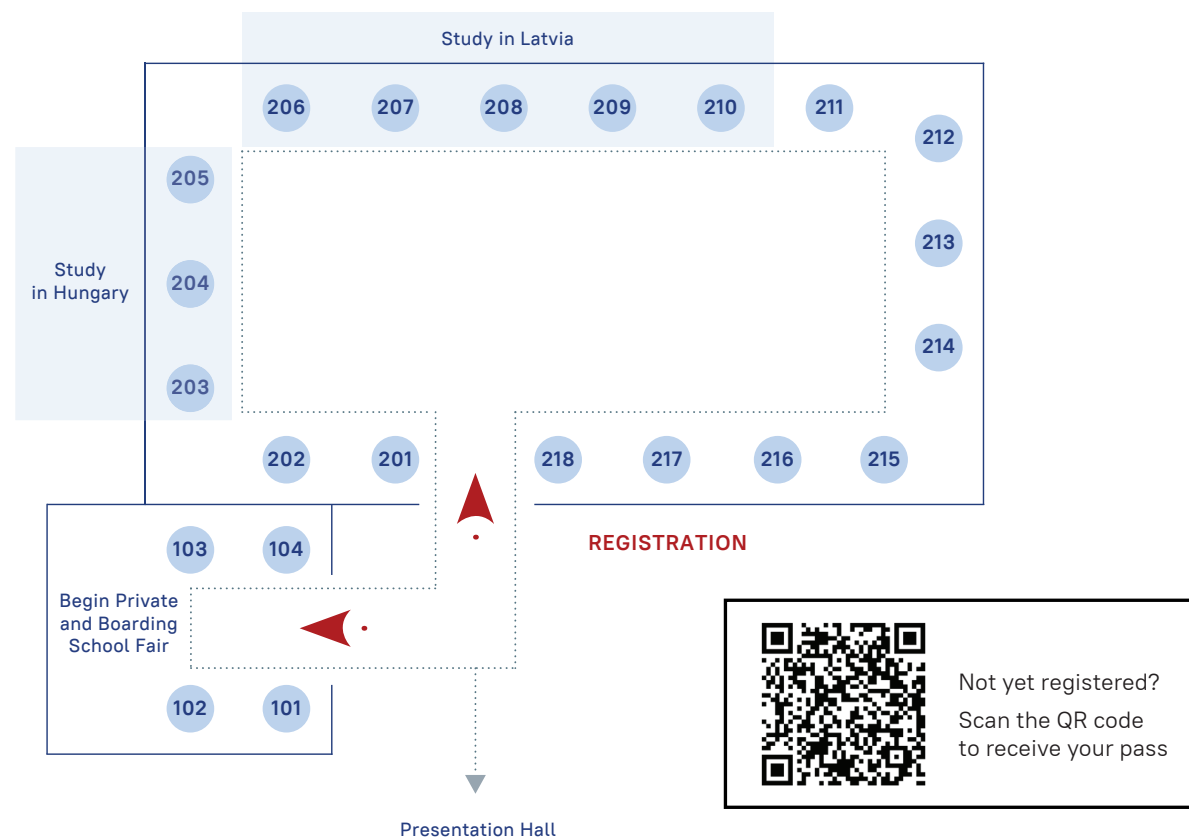 Study in Latvia
206 207 208 209 210 211
212
205
213
Study
in Hungary
204
214
203
202 201 218 217 216 215
REGISTRATION
103 104
Begin Private
and Boarding
School Fair
102 101
Not yet registered?
Scan the QR code
to receive your pass
Presentation Hall